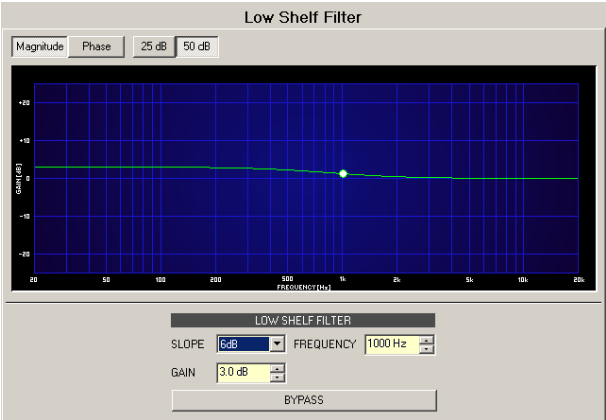 Low Shelf Filter
Magnitude Phase 25 dB 50 dB
+20
+10
GAIN [dB] 0
-10
-20
20 50 100 200 500 1k 2k 5k 10k 20k
FREQUENCY[Hz]
LOW SHELF FILTER
SLOPE 6dB FREQUENCY 1000 Hz
GAIN 3.0 dB
BYPASS